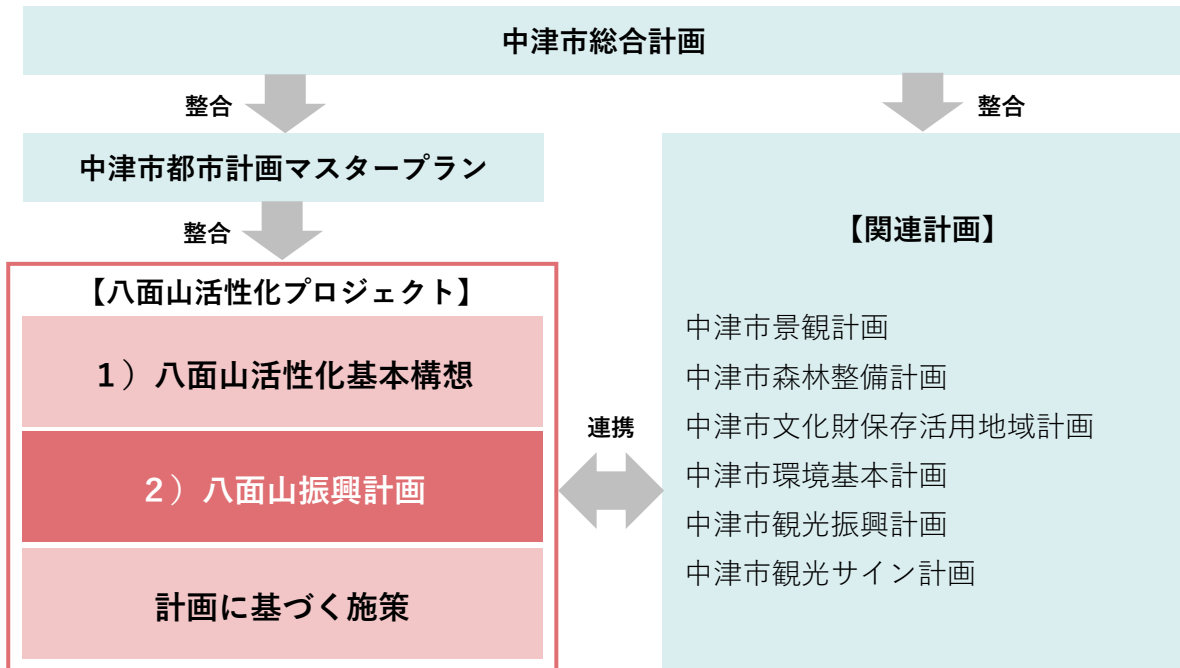 中津市総合計画
整合
整合
中津市都市計画マスタープラン
整合
【八面山活性化プロジェクト】
１）八面山活性化基本構想
２）八面山振興計画
計画に基づく施策
連携
【関連計画】
中津市景観計画
中津市森林整備計画
中津市文化財保存活用地域計画
中津市環境基本計画
中津市観光振興計画
中津市観光サイン計画